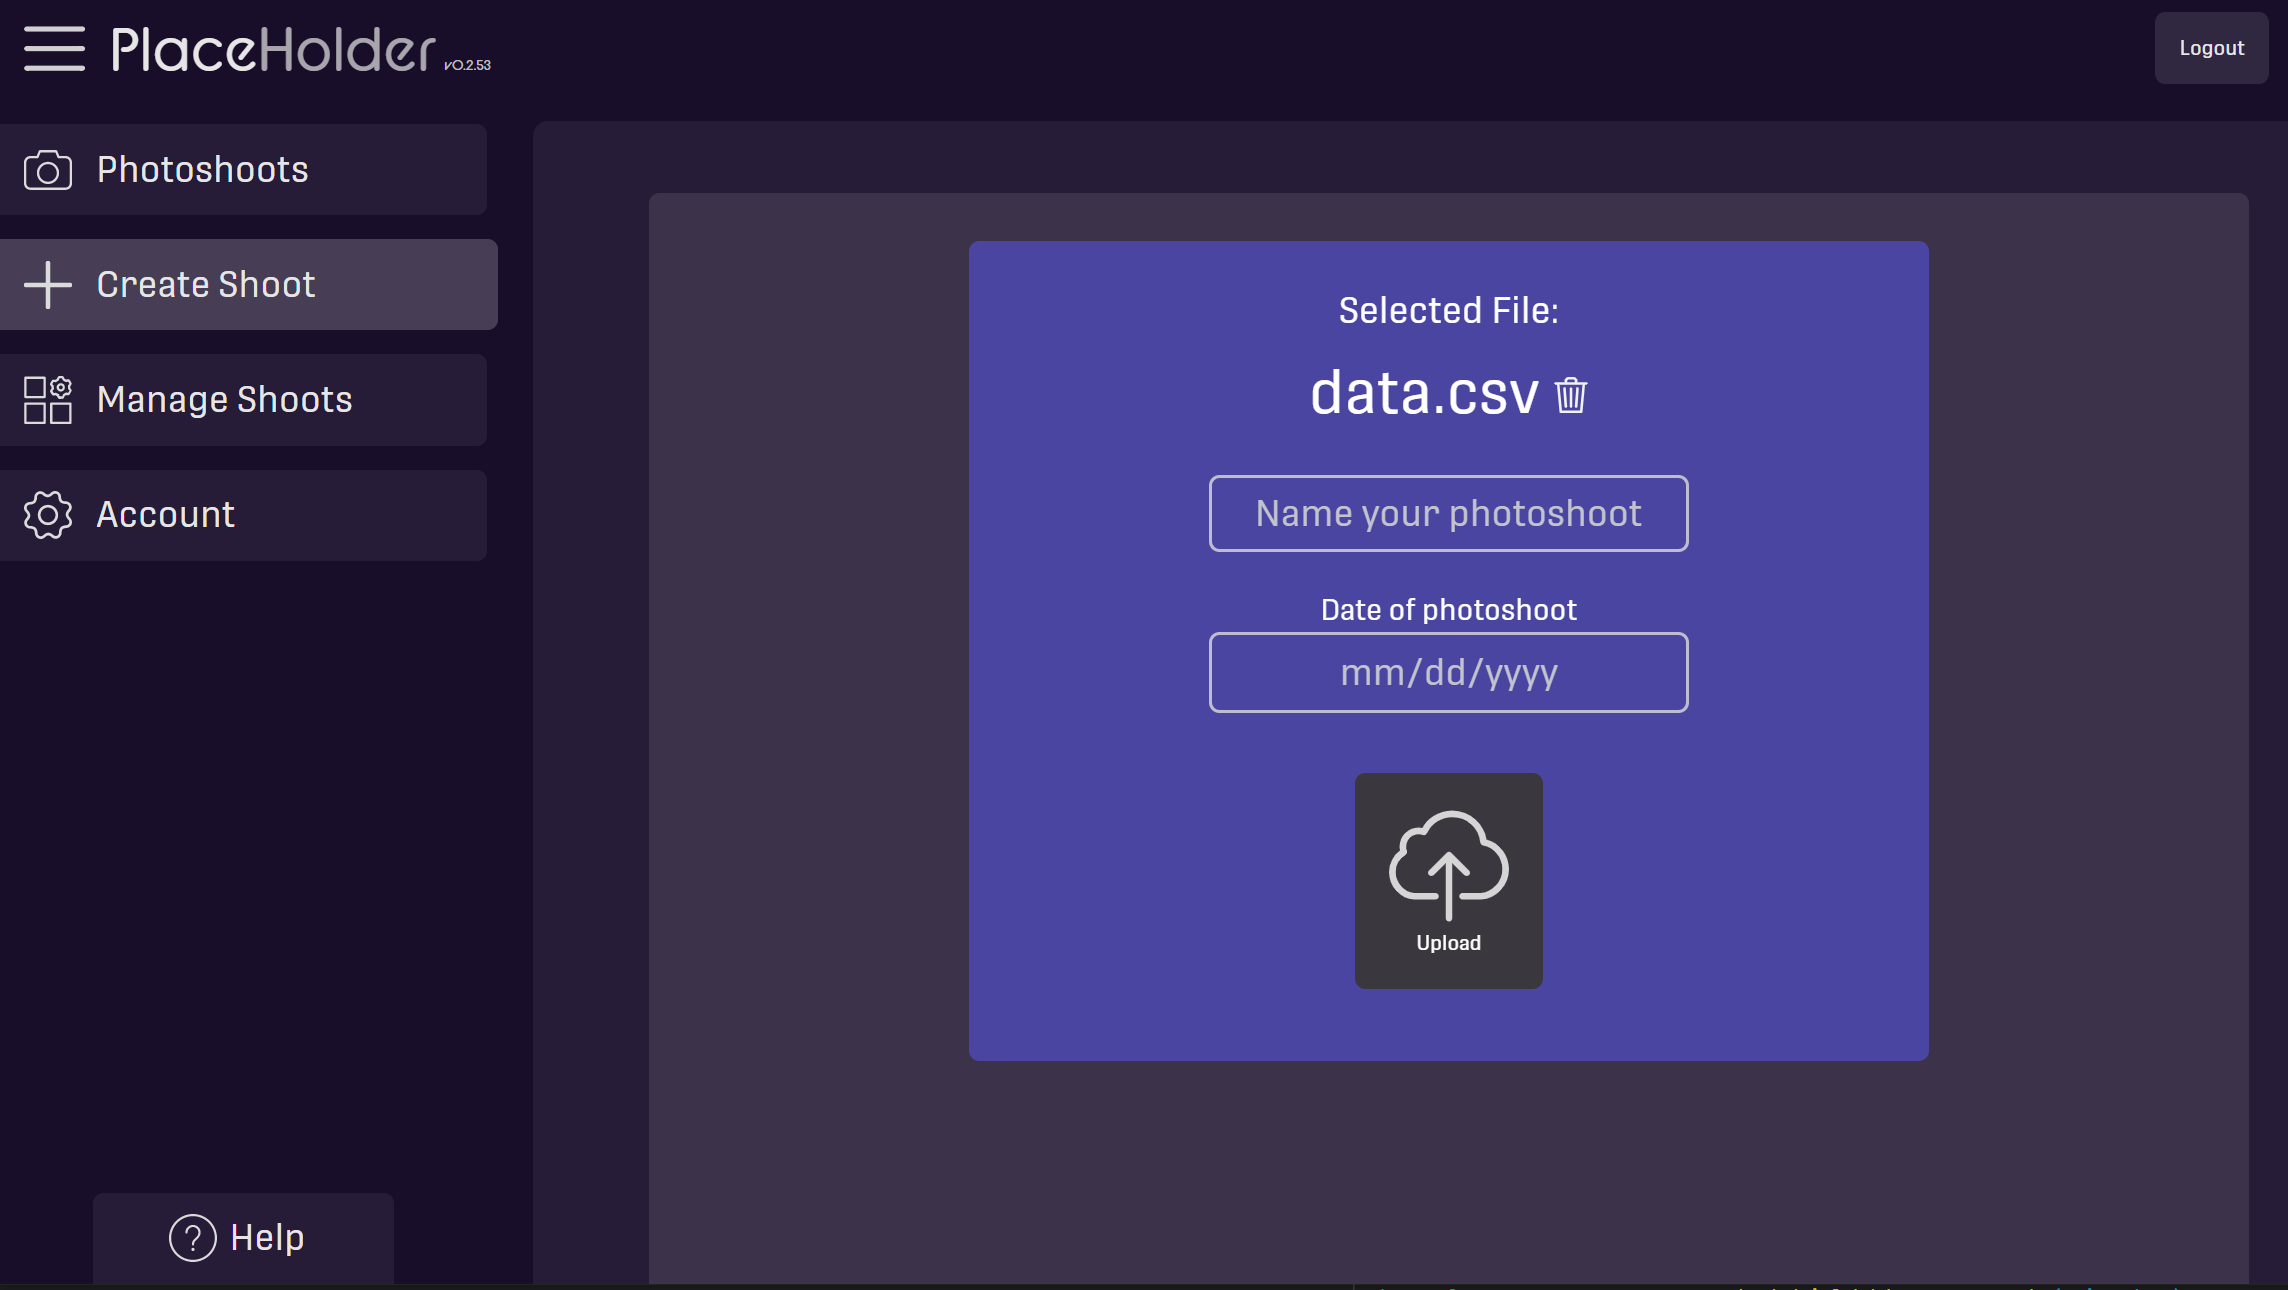 PlaceHolder v0.2.53
Logout
Photoshoots
Create Shoot
Manage Shoots
Account
Selected File:
data.csv
Name your photoshoot
Date of photoshoot
mm/dd/yyyy
Upload
? Help